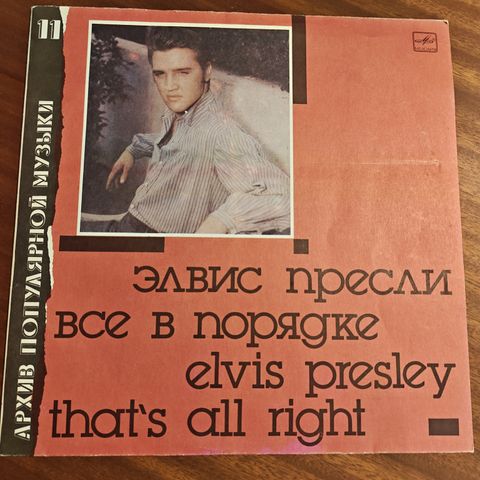 11
АРХИВ ПОПУЛЯРНОЙ МУЗЫКИ
элвис пресли
все в порядке
elvis presley
that's all right